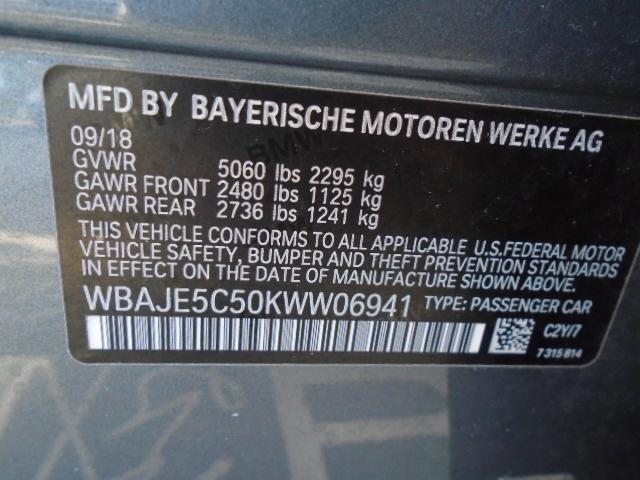 MFD BY BAYERISCHE MOTOREN WERKE AG
09/18
GVWR 5060 lbs 2295 kg
GAWR FRONT 2480 lbs 1125 kg
GAWR REAR 2736 lbs 1241 kg
THIS VEHICLE CONFORMS TO ALL APPLICABLE U.S.FEDERAL MOTOR
VEHICLE SAFETY, BUMPER AND THEFT PREVENTION STANDARDS
IN EFFECT ON THE DATE OF MANUFACTURE SHOWN ABOVE.
WBAJE5C50KWW06941 TYPE: PASSENGER CAR
C2Y/7
7315814